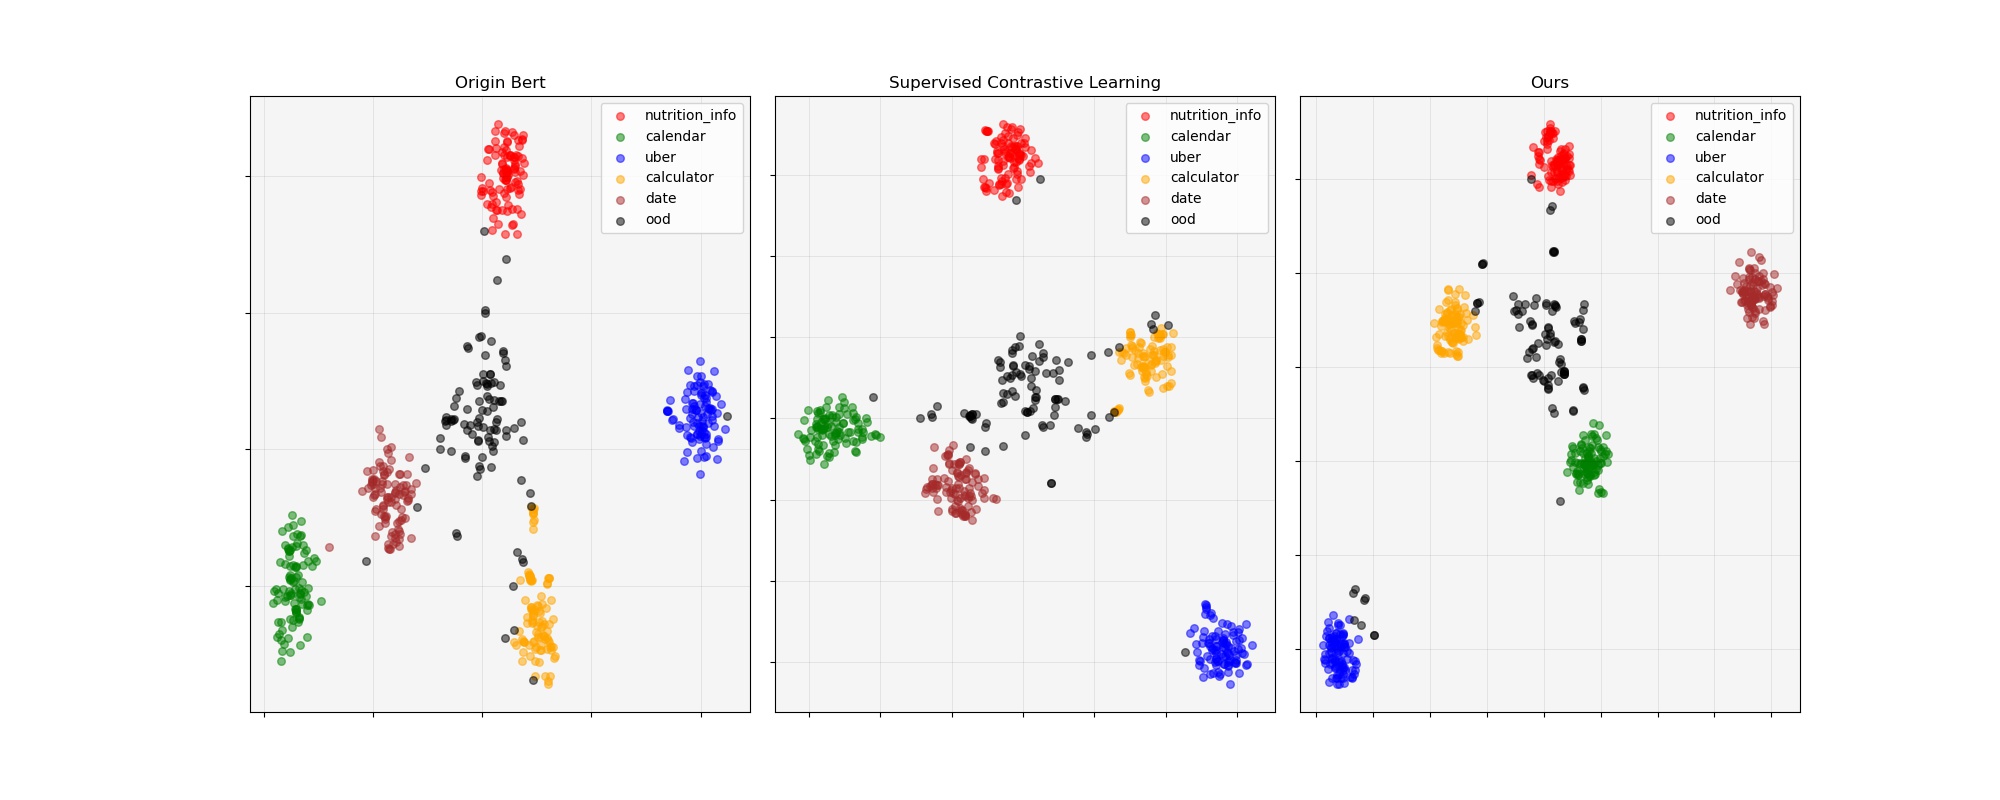 Origin Bert
nutrition_info
calendar
uber
calculator
date
ood
Supervised Contrastive Learning
nutrition_info
calendar
uber
calculator
date
ood
Ours
nutrition_info
calendar
uber
calculator
date
ood